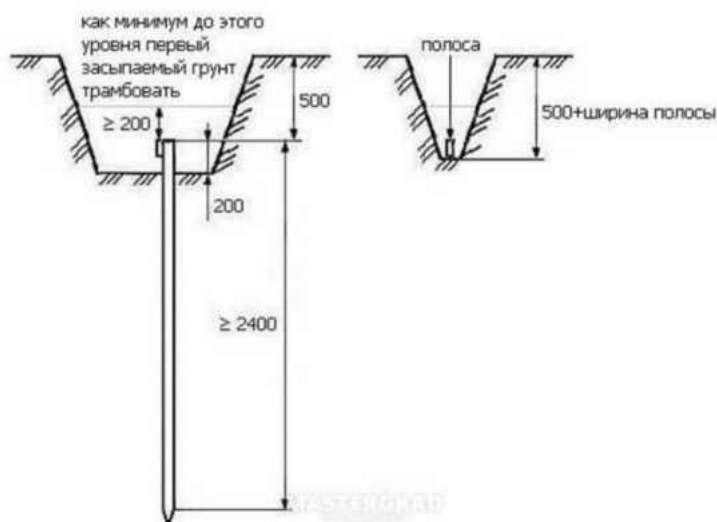 как минимум до этого
уровня первый
засыпаемый грунт
трамбовать
≥ 200
500
200
≥ 2400
полоса
500+ширина полосы